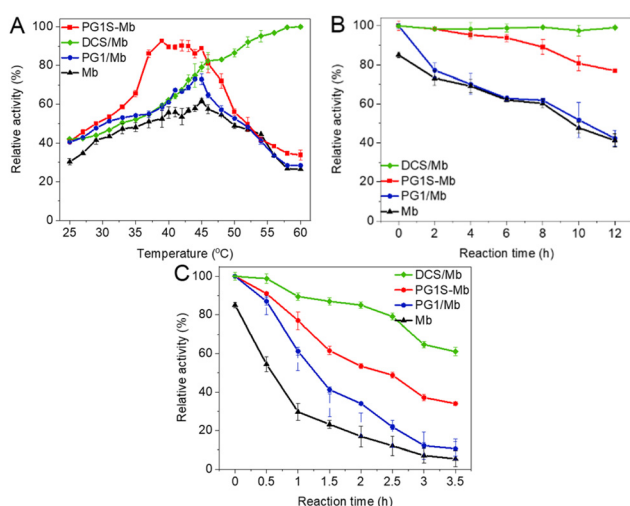 A
PG1S-Mb
DCS/Mb
PG1/Mb
Mb
Relative activity (%)
100
80
60
40
20
0
25 30 35 40 45 50 55 60
Temperature (°C)
B
Relative activity (%)
100
80
60
40
20
0
DCS/Mb
PG1S-Mb
PG1/Mb
Mb
0 2 4 6 8 10 12
Reaction time (h)
C
DCS/Mb
PG1S-Mb
PG1/Mb
Mb
Relative activity (%)
100
80
60
40
20
0
0 0.5 1 1.5 2 2.5 3 3.5
Reaction time (h)